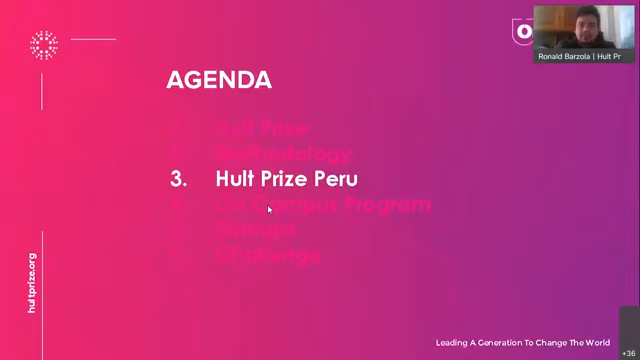 Ronald Barzola | Hult Pr
AGENDA
Hult Prize
Methodology
3. Hult Prize Peru
On Campus Program
Startups
Challenge
hultprize.org
Leading A Generation To Change The World
+36